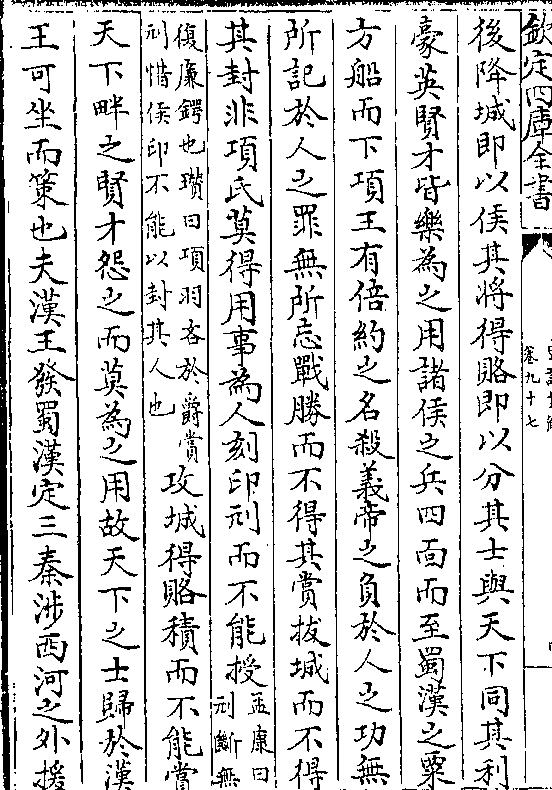 欽定四庫全書
卷九十七
後降城即以侯其將得賂即以分其士與天下同其利
豪英賢才皆樂為之用諸侯之兵四面而至蜀漢之粟
方船而下項王有倍約之名殺義帝之負於人之功無
所記於人之罪無所忘戰勝而不得其賞拔城而不得
其封非項氏莫得用事為人刻印刓而不能授孟康曰刓斷無
復廉鍔也瓚曰項羽吝於爵賞刓惜侯印不能以封其人也攻城得賂積而不能賞
天下畔之賢才怨之而莫為之用故天下之士歸於漢
王可坐而策也夫漢王發蜀漢定三秦涉西河之外援